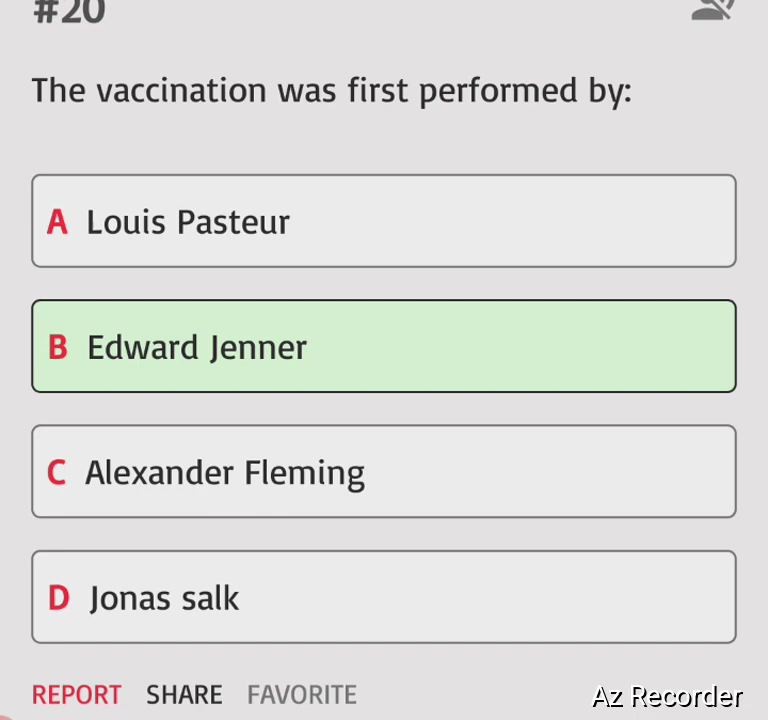 #20
The vaccination was first performed by:
A Louis Pasteur
B Edward Jenner
C Alexander Fleming
D Jonas salk
REPORT SHARE FAVORITE
Az Recorder